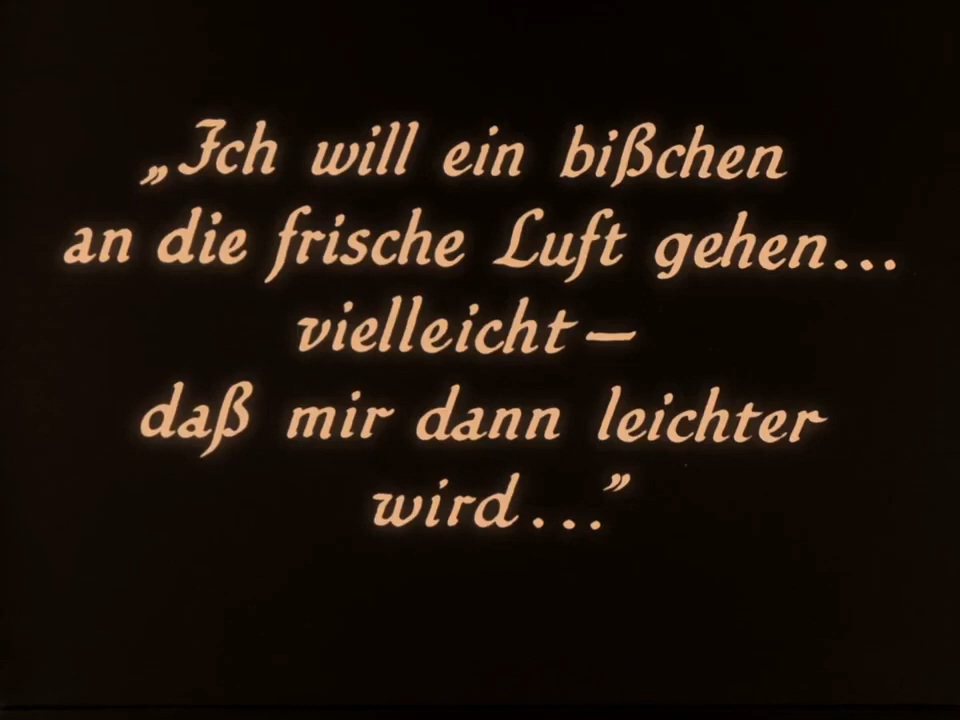 „Ich will ein bißchen
an die frische Luft gehen...
vielleicht —
daß mir dann leichter
wird...”